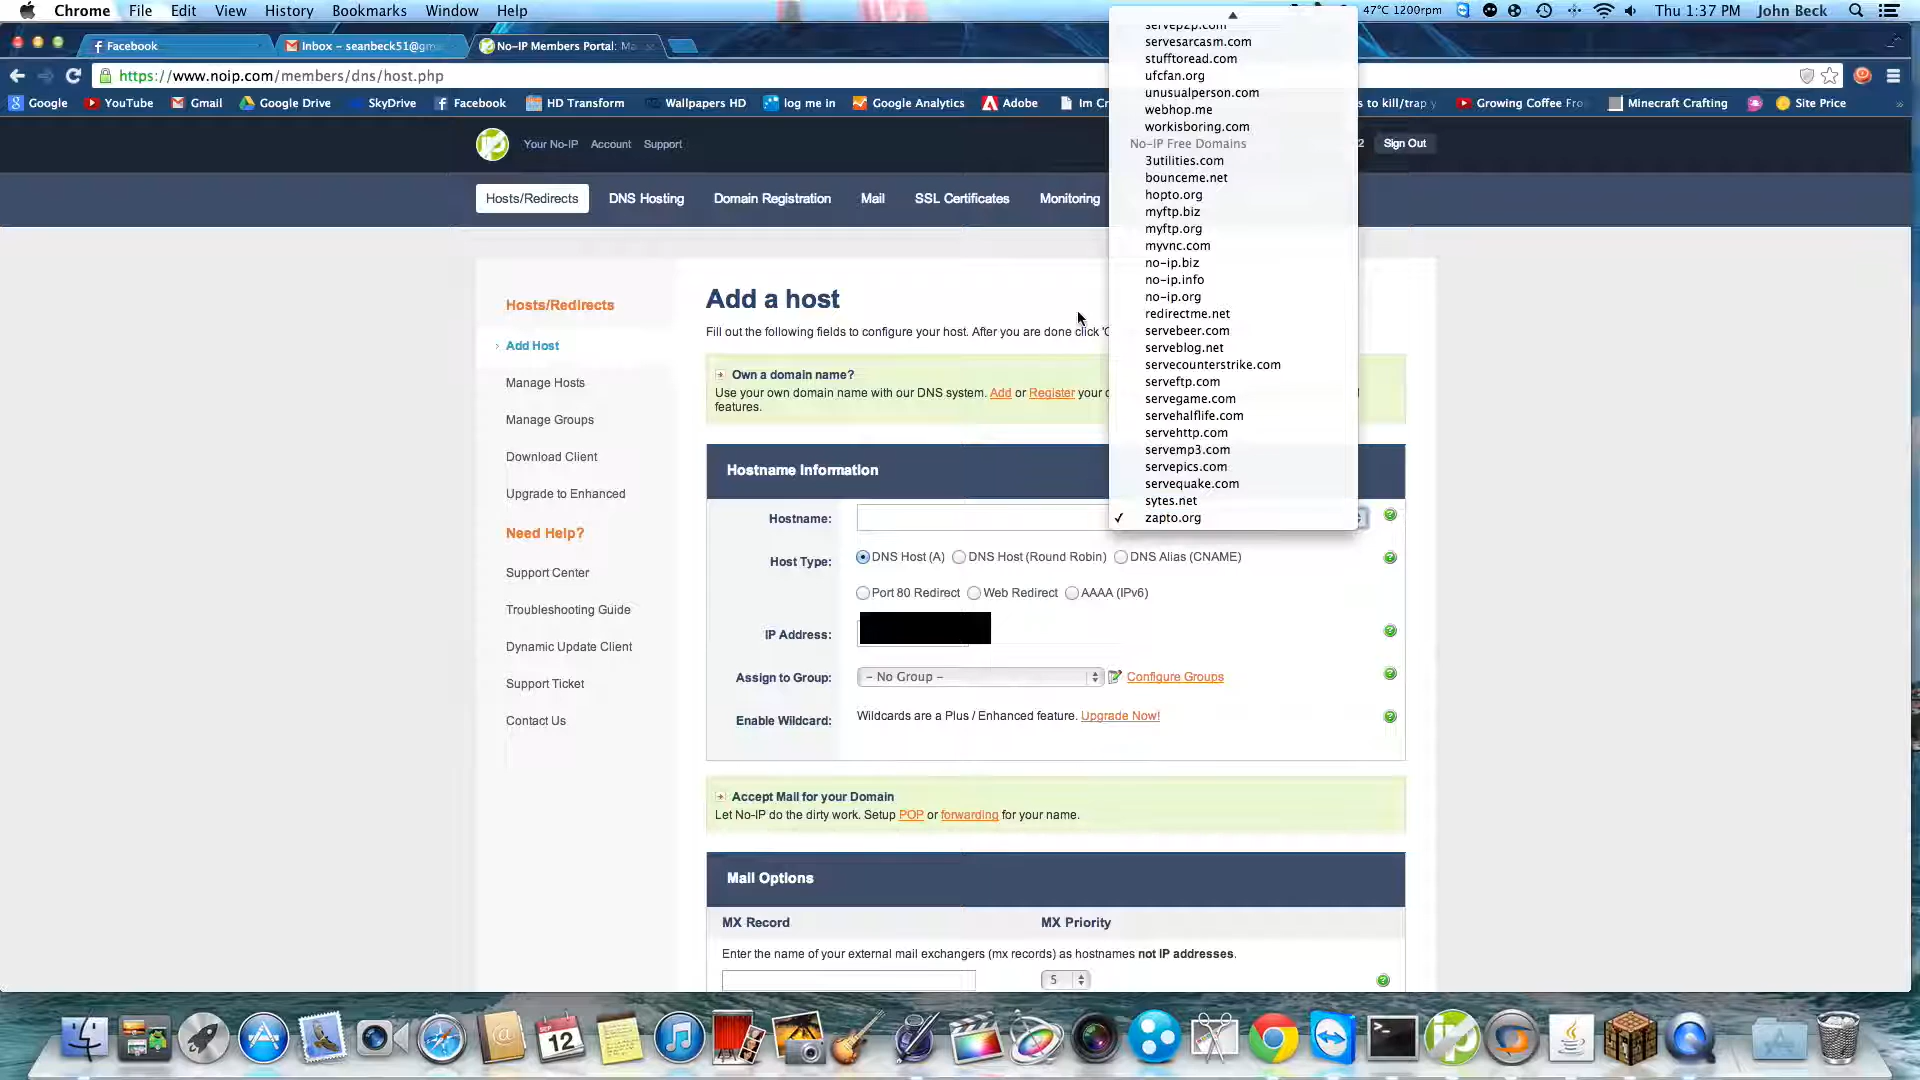 Chrome File Edit View History Bookmarks Window Help
47°C 1200rpm Thu 1:37 PM John Beck
Facebook
Inbox – seanbeck51@gm
No-IP Members Portal: Ma
https://www.noip.com/members/dns/host.php
Google YouTube Gmail Google Drive SkyDrive Facebook HD Transform Wallpapers HD log me in Google Analytics Adobe Im Cr s to kill/trap y Growing Coffee Fro Minecraft Crafting Site Price »
Your No-IP Account Support
2 Sign Out
Hosts/Redirects DNS Hosting Domain Registration Mail SSL Certificates Monitoring
servep2p.com
servesarcasm.com
stufftoread.com
ufcfan.org
unusualperson.com
webhop.me
workisboring.com
No-IP Free Domains
3utilities.com
bounceme.net
hopto.org
myftp.biz
myftp.org
myvnc.com
no-ip.biz
no-ip.info
no-ip.org
redirectme.net
servebeer.com
serveblog.net
servecounterstrike.com
serveftp.com
servegame.com
servehalflife.com
servehttp.com
servemp3.com
servepics.com
servequake.com
sytes.net
✓ zapto.org
Hosts/Redirects
Add Host
Manage Hosts
Manage Groups
Download Client
Upgrade to Enhanced
Need Help?
Support Center
Troubleshooting Guide
Dynamic Update Client
Support Ticket
Contact Us
Add a host
Fill out the following fields to configure your host. After you are done click 'C
Own a domain name?
Use your own domain name with our DNS system. Add or Register your
features.
Hostname Information
Hostname:
Host Type: DNS Host (A) DNS Host (Round Robin) DNS Alias (CNAME)
Port 80 Redirect Web Redirect AAAA (IPv6)
IP Address:
Assign to Group: – No Group – Configure Groups
Enable Wildcard: Wildcards are a Plus / Enhanced feature. Upgrade Now!
Accept Mail for your Domain
Let No-IP do the dirty work. Setup POP or forwarding for your name.
Mail Options
MX Record MX Priority
Enter the name of your external mail exchangers (mx records) as hostnames not IP addresses.
5
SEP
12